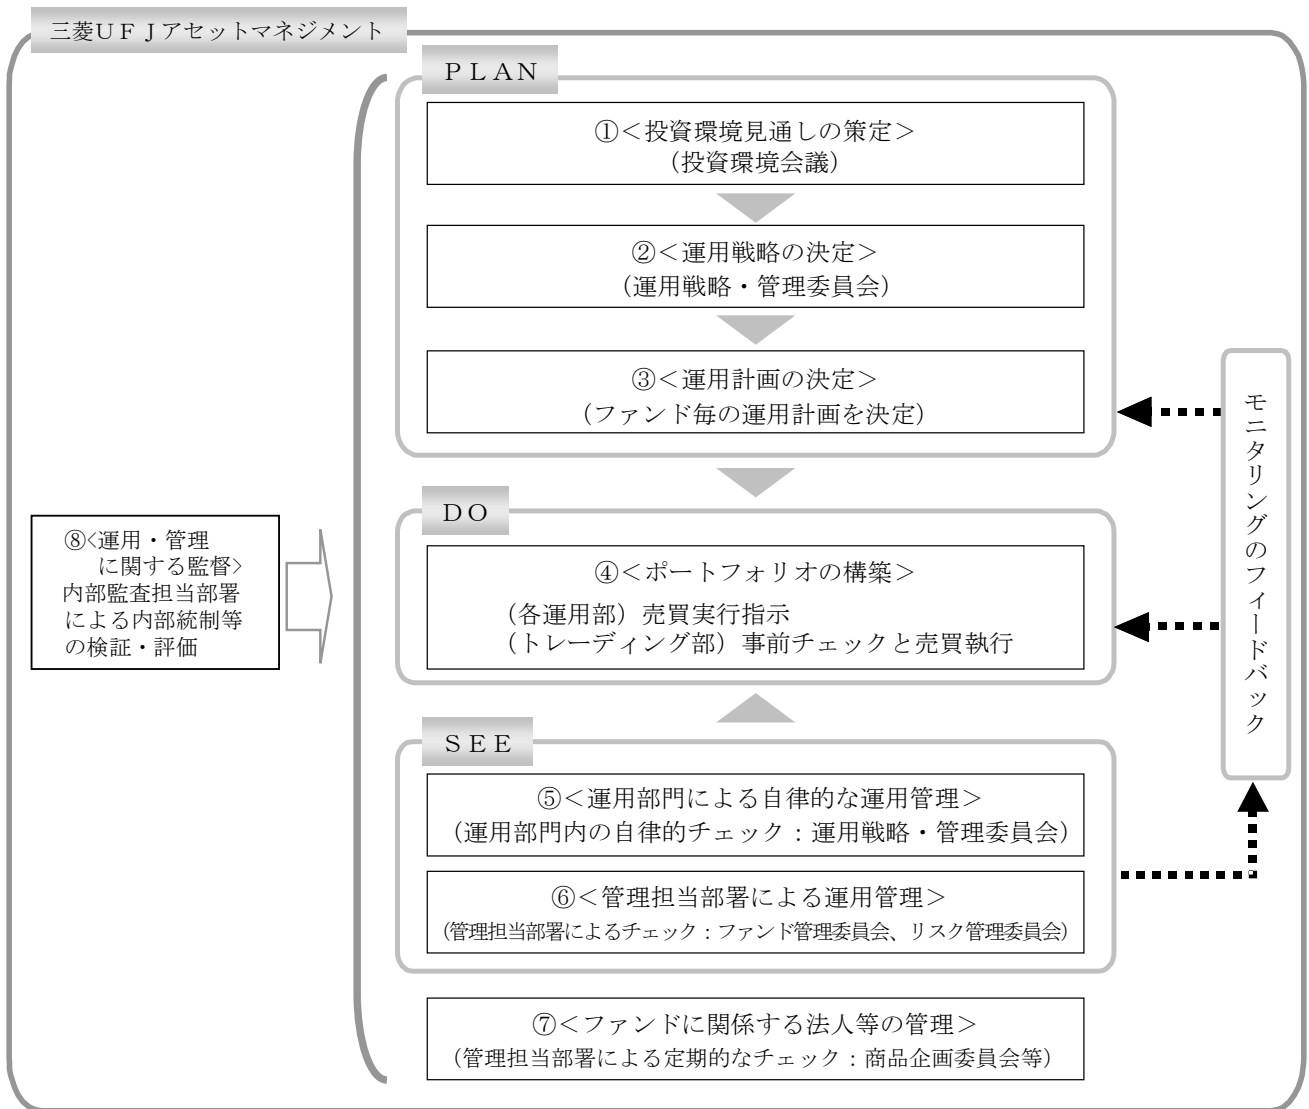 三菱ＵＦＪアセットマネジメント
ＰＬＡＮ
①＜投資環境見通しの策定＞
（投資環境会議）
②＜運用戦略の決定＞
（運用戦略・管理委員会）
③＜運用計画の決定＞
（ファンド毎の運用計画を決定）
ＤＯ
④＜ポートフォリオの構築＞
（各運用部）売買実行指示
（トレーディング部）事前チェックと売買執行
ＳＥＥ
⑤＜運用部門による自律的な運用管理＞
（運用部門内の自律的チェック：運用戦略・管理委員会）
⑥＜管理担当部署による運用管理＞
（管理担当部署によるチェック：ファンド管理委員会、リスク管理委員会）
⑦＜ファンドに関係する法人等の管理＞
（管理担当部署による定期的なチェック：商品企画委員会等）
⑧<運用・管理
に関する監督>
内部監査担当部署
による内部統制等
の検証・評価
モニタリングのフィードバック